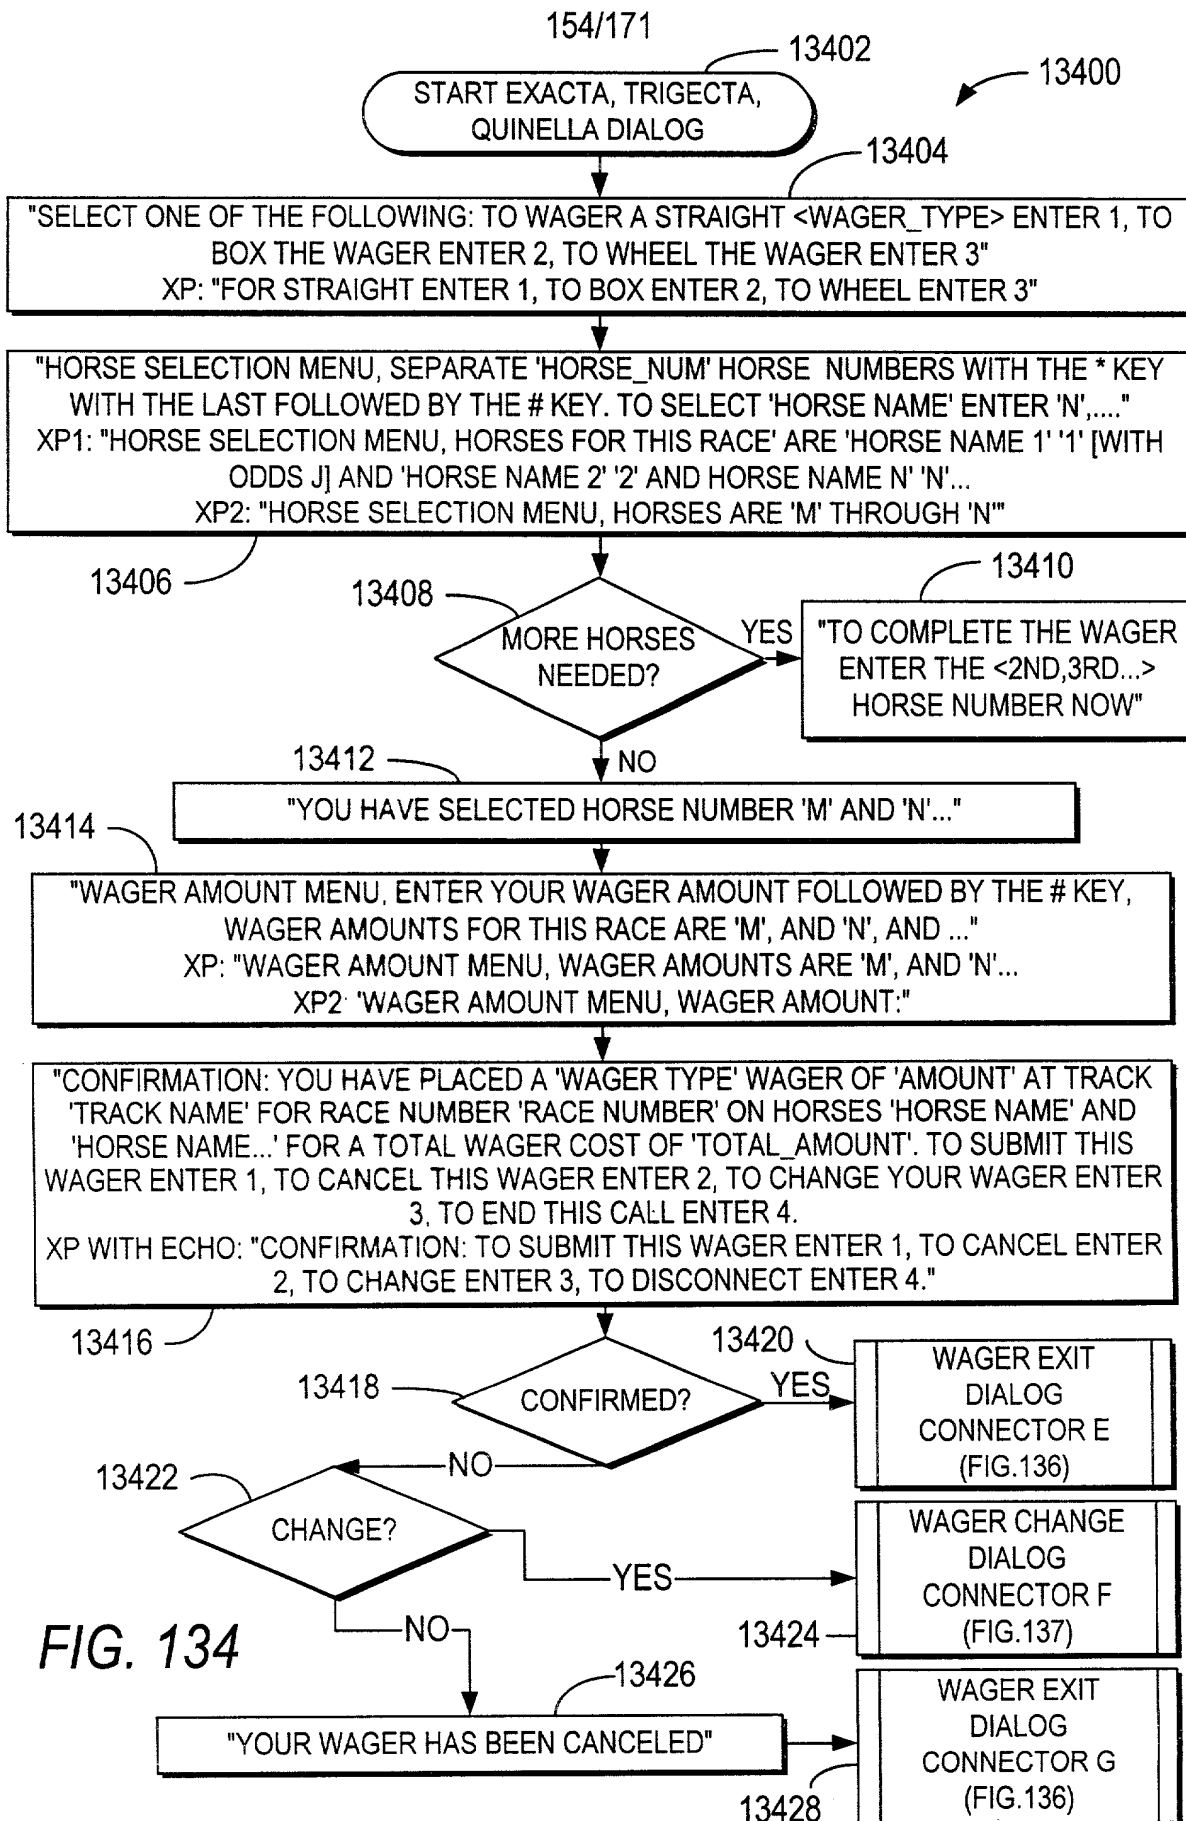 154/171
13402
13400
START EXACTA, TRIGECTA,
QUINELLA DIALOG
13404
"SELECT ONE OF THE FOLLOWING: TO WAGER A STRAIGHT <WAGER_TYPE> ENTER 1, TO
BOX THE WAGER ENTER 2, TO WHEEL THE WAGER ENTER 3"
XP: "FOR STRAIGHT ENTER 1, TO BOX ENTER 2, TO WHEEL ENTER 3"
"HORSE SELECTION MENU, SEPARATE 'HORSE_NUM' HORSE NUMBERS WITH THE * KEY
WITH THE LAST FOLLOWED BY THE # KEY. TO SELECT 'HORSE NAME' ENTER 'N',...."
XP1: "HORSE SELECTION MENU, HORSES FOR THIS RACE' ARE 'HORSE NAME 1' '1' [WITH
ODDS J] AND 'HORSE NAME 2' '2' AND HORSE NAME N' 'N'...
XP2: "HORSE SELECTION MENU, HORSES ARE 'M' THROUGH 'N'"
13406
13408
13410
MORE HORSES
NEEDED?
YES
"TO COMPLETE THE WAGER
ENTER THE <2ND,3RD...>
HORSE NUMBER NOW"
NO
13412
"YOU HAVE SELECTED HORSE NUMBER 'M' AND 'N'..."
13414
"WAGER AMOUNT MENU, ENTER YOUR WAGER AMOUNT FOLLOWED BY THE # KEY,
WAGER AMOUNTS FOR THIS RACE ARE 'M', AND 'N', AND ..."
XP: "WAGER AMOUNT MENU, WAGER AMOUNTS ARE 'M', AND 'N'...
XP2: 'WAGER AMOUNT MENU, WAGER AMOUNT:"
"CONFIRMATION: YOU HAVE PLACED A 'WAGER TYPE' WAGER OF 'AMOUNT' AT TRACK
'TRACK NAME' FOR RACE NUMBER 'RACE NUMBER' ON HORSES 'HORSE NAME' AND
'HORSE NAME...' FOR A TOTAL WAGER COST OF 'TOTAL_AMOUNT'. TO SUBMIT THIS
WAGER ENTER 1, TO CANCEL THIS WAGER ENTER 2, TO CHANGE YOUR WAGER ENTER
3, TO END THIS CALL ENTER 4.
XP WITH ECHO: "CONFIRMATION: TO SUBMIT THIS WAGER ENTER 1, TO CANCEL ENTER
2, TO CHANGE ENTER 3, TO DISCONNECT ENTER 4."
13416
13418
CONFIRMED?
YES
13420
WAGER EXIT
DIALOG
CONNECTOR E
(FIG.136)
NO
13422
CHANGE?
YES
WAGER CHANGE
DIALOG
CONNECTOR F
(FIG.137)
13424
NO
FIG. 134
13426
"YOUR WAGER HAS BEEN CANCELED"
WAGER EXIT
DIALOG
CONNECTOR G
(FIG.136)
13428